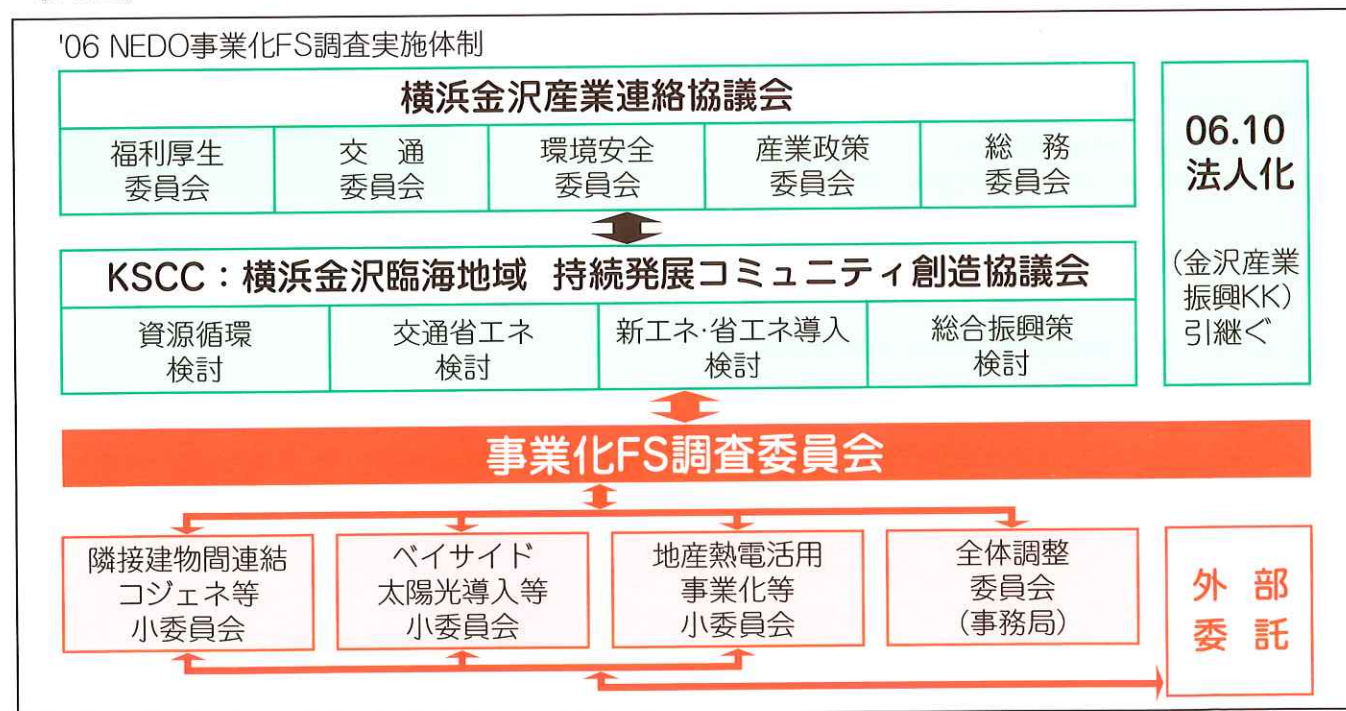 '06 NEDO事業化FS調査実施体制
横浜金沢産業連絡協議会
福利厚生
委員会
交　通
委員会
環境安全
委員会
産業政策
委員会
総　務
委員会
06.10
法人化
(金沢産業
振興KK)
引継ぐ
KSCC：横浜金沢臨海地域 持続発展コミュニティ創造協議会
資源循環
検討
交通省エネ
検討
新エネ・省エネ導入
検討
総合振興策
検討
事業化FS調査委員会
隣接建物間連結
コジェネ等
小委員会
ベイサイド
太陽光導入等
小委員会
地産熱電活用
事業化等
小委員会
全体調整
委員会
(事務局)
外　部
委　託